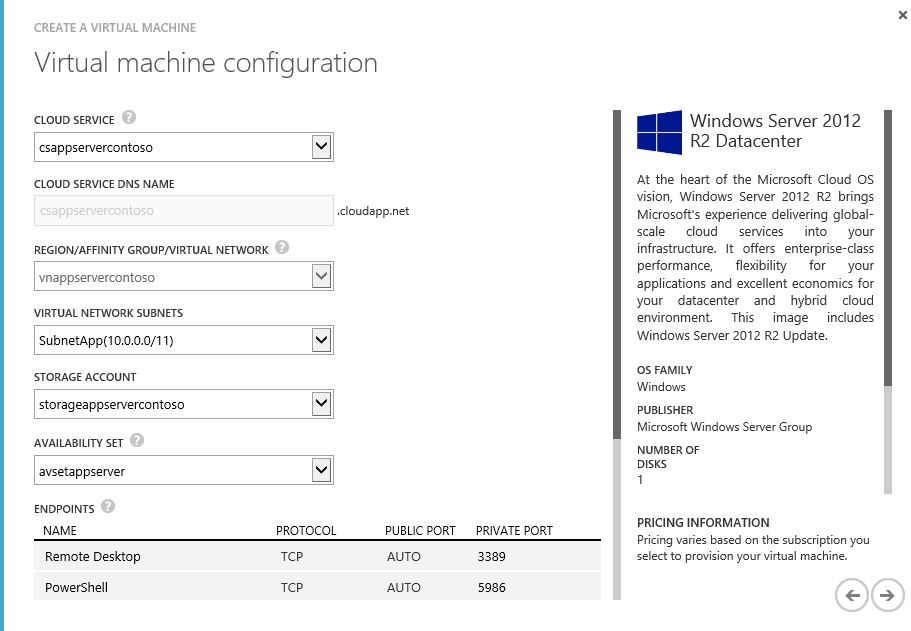 CREATE A VIRTUAL MACHINE
Virtual machine configuration
CLOUD SERVICE ?
csappservercontoso
CLOUD SERVICE DNS NAME
csappservercontoso .cloudapp.net
REGION/AFFINITY GROUP/VIRTUAL NETWORK ?
vnappservercontoso
VIRTUAL NETWORK SUBNETS
SubnetApp(10.0.0.0/11)
STORAGE ACCOUNT
storageappservercontoso
AVAILABILITY SET ?
avsetappserver
ENDPOINTS ?
NAME PROTOCOL PUBLIC PORT PRIVATE PORT
Remote Desktop TCP AUTO 3389
PowerShell TCP AUTO 5986
Windows Server 2012
R2 Datacenter
At the heart of the Microsoft Cloud OS
vision, Windows Server 2012 R2 brings
Microsoft's experience delivering global-
scale cloud services into your
infrastructure. It offers enterprise-class
performance, flexibility for your
applications and excellent economics for
your datacenter and hybrid cloud
environment. This image includes
Windows Server 2012 R2 Update.
OS FAMILY
Windows
PUBLISHER
Microsoft Windows Server Group
NUMBER OF
DISKS
1
PRICING INFORMATION
Pricing varies based on the subscription you
select to provision your virtual machine.